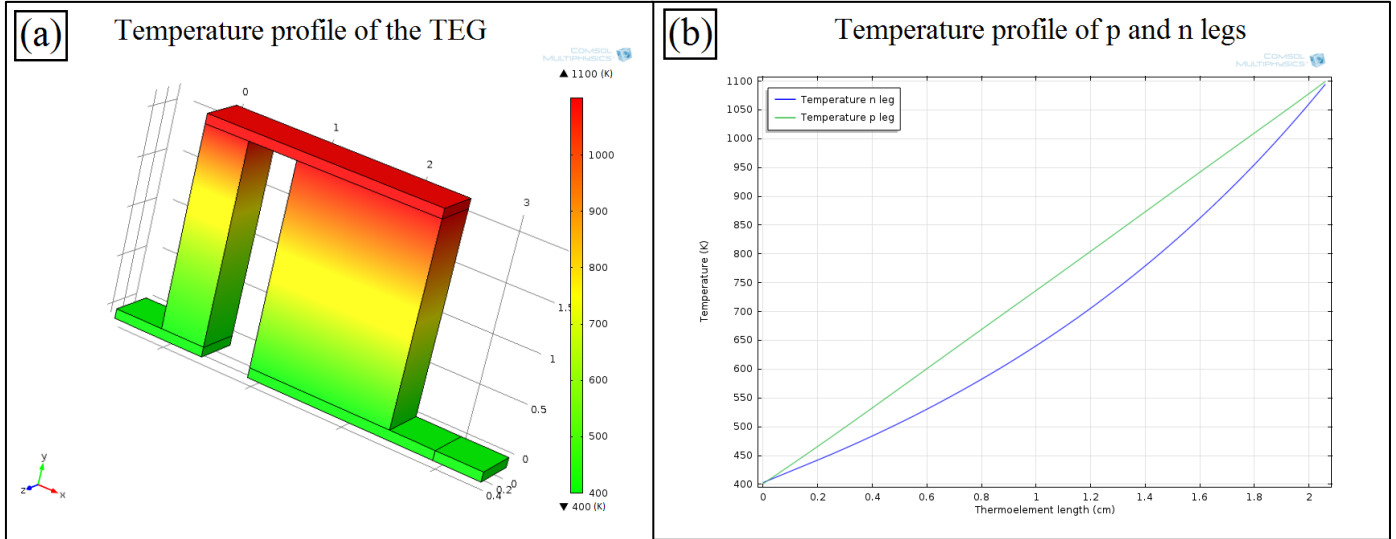 (a)
Temperature profile of the TEG
COMSOL
MULTIPHYSICS
▲ 1100 (K)
0
1
2
3
1.5
1
0.5
0
0
0.2
0.4
1000
900
800
700
600
500
400
▼ 400 (K)
y
z
x
(b)
Temperature profile of p and n legs
COMSOL
MULTIPHYSICS
Temperature n leg
Temperature p leg
Temperature (K)
1100
1050
1000
950
900
850
800
750
700
650
600
550
500
450
400
0 0.2 0.4 0.6 0.8 1 1.2 1.4 1.6 1.8 2
Thermoelement length (cm)